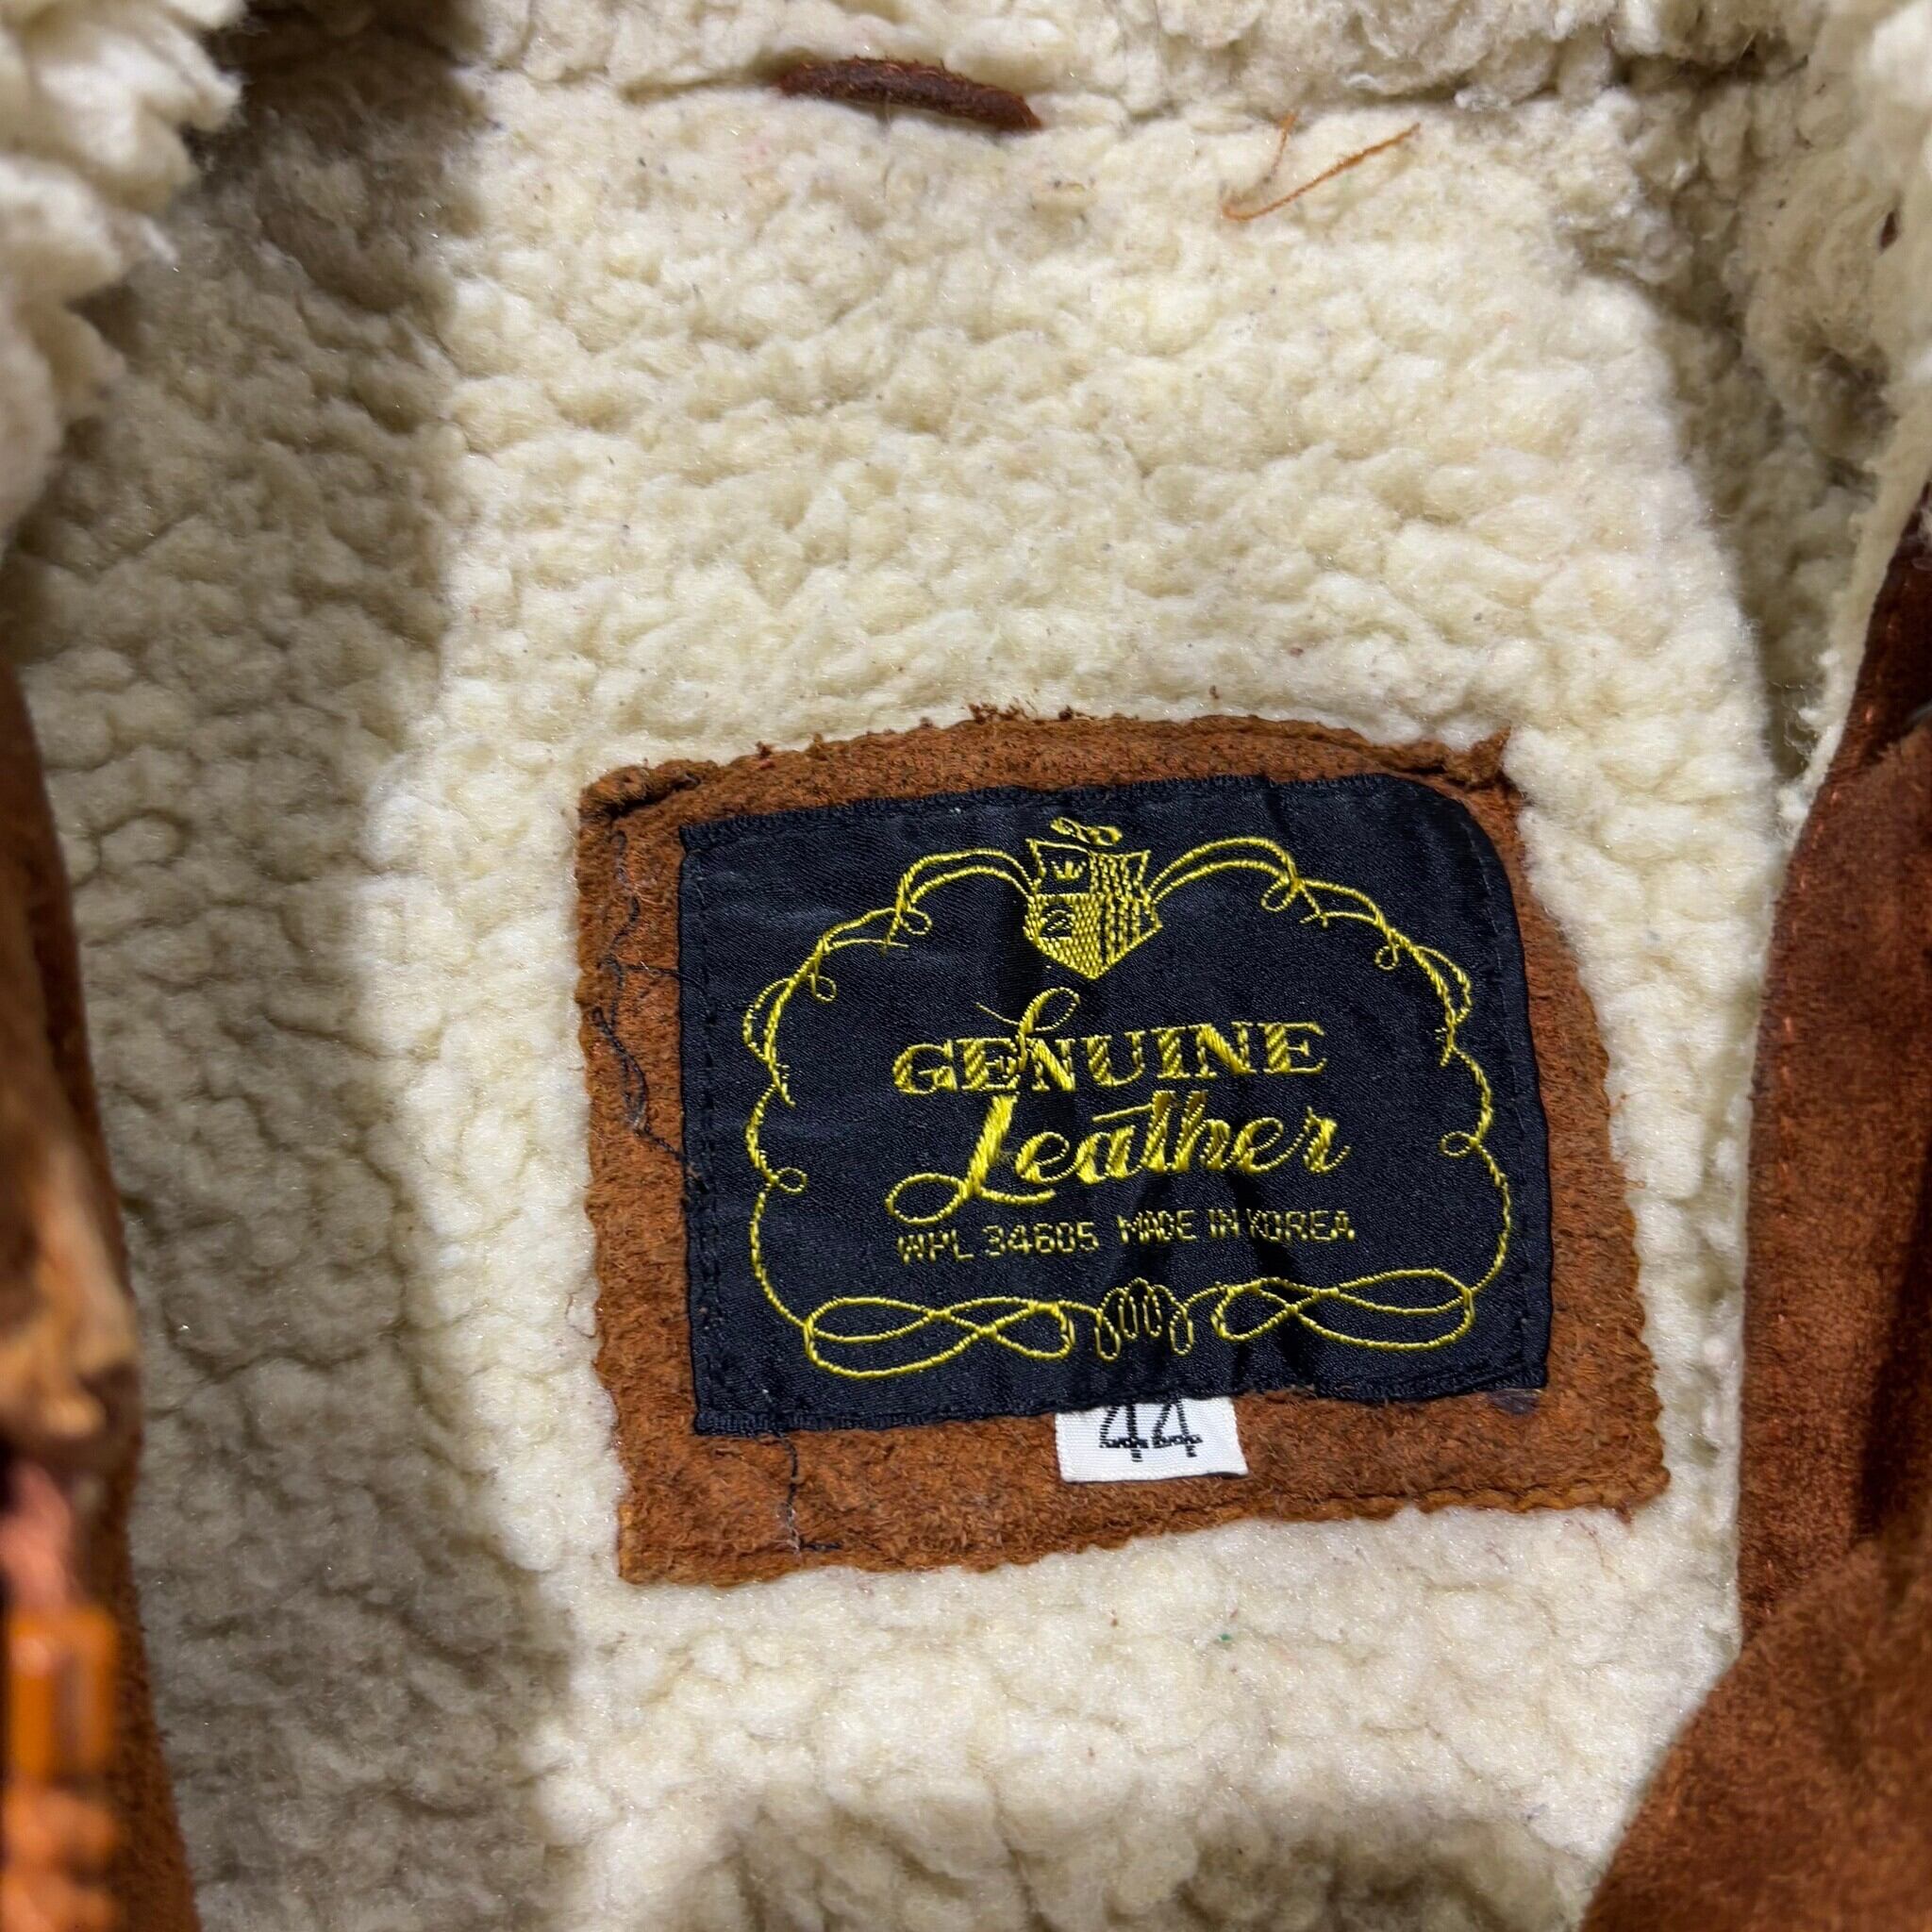 GENUINE
Leather
WPL 34605 MADE IN KOREA
44